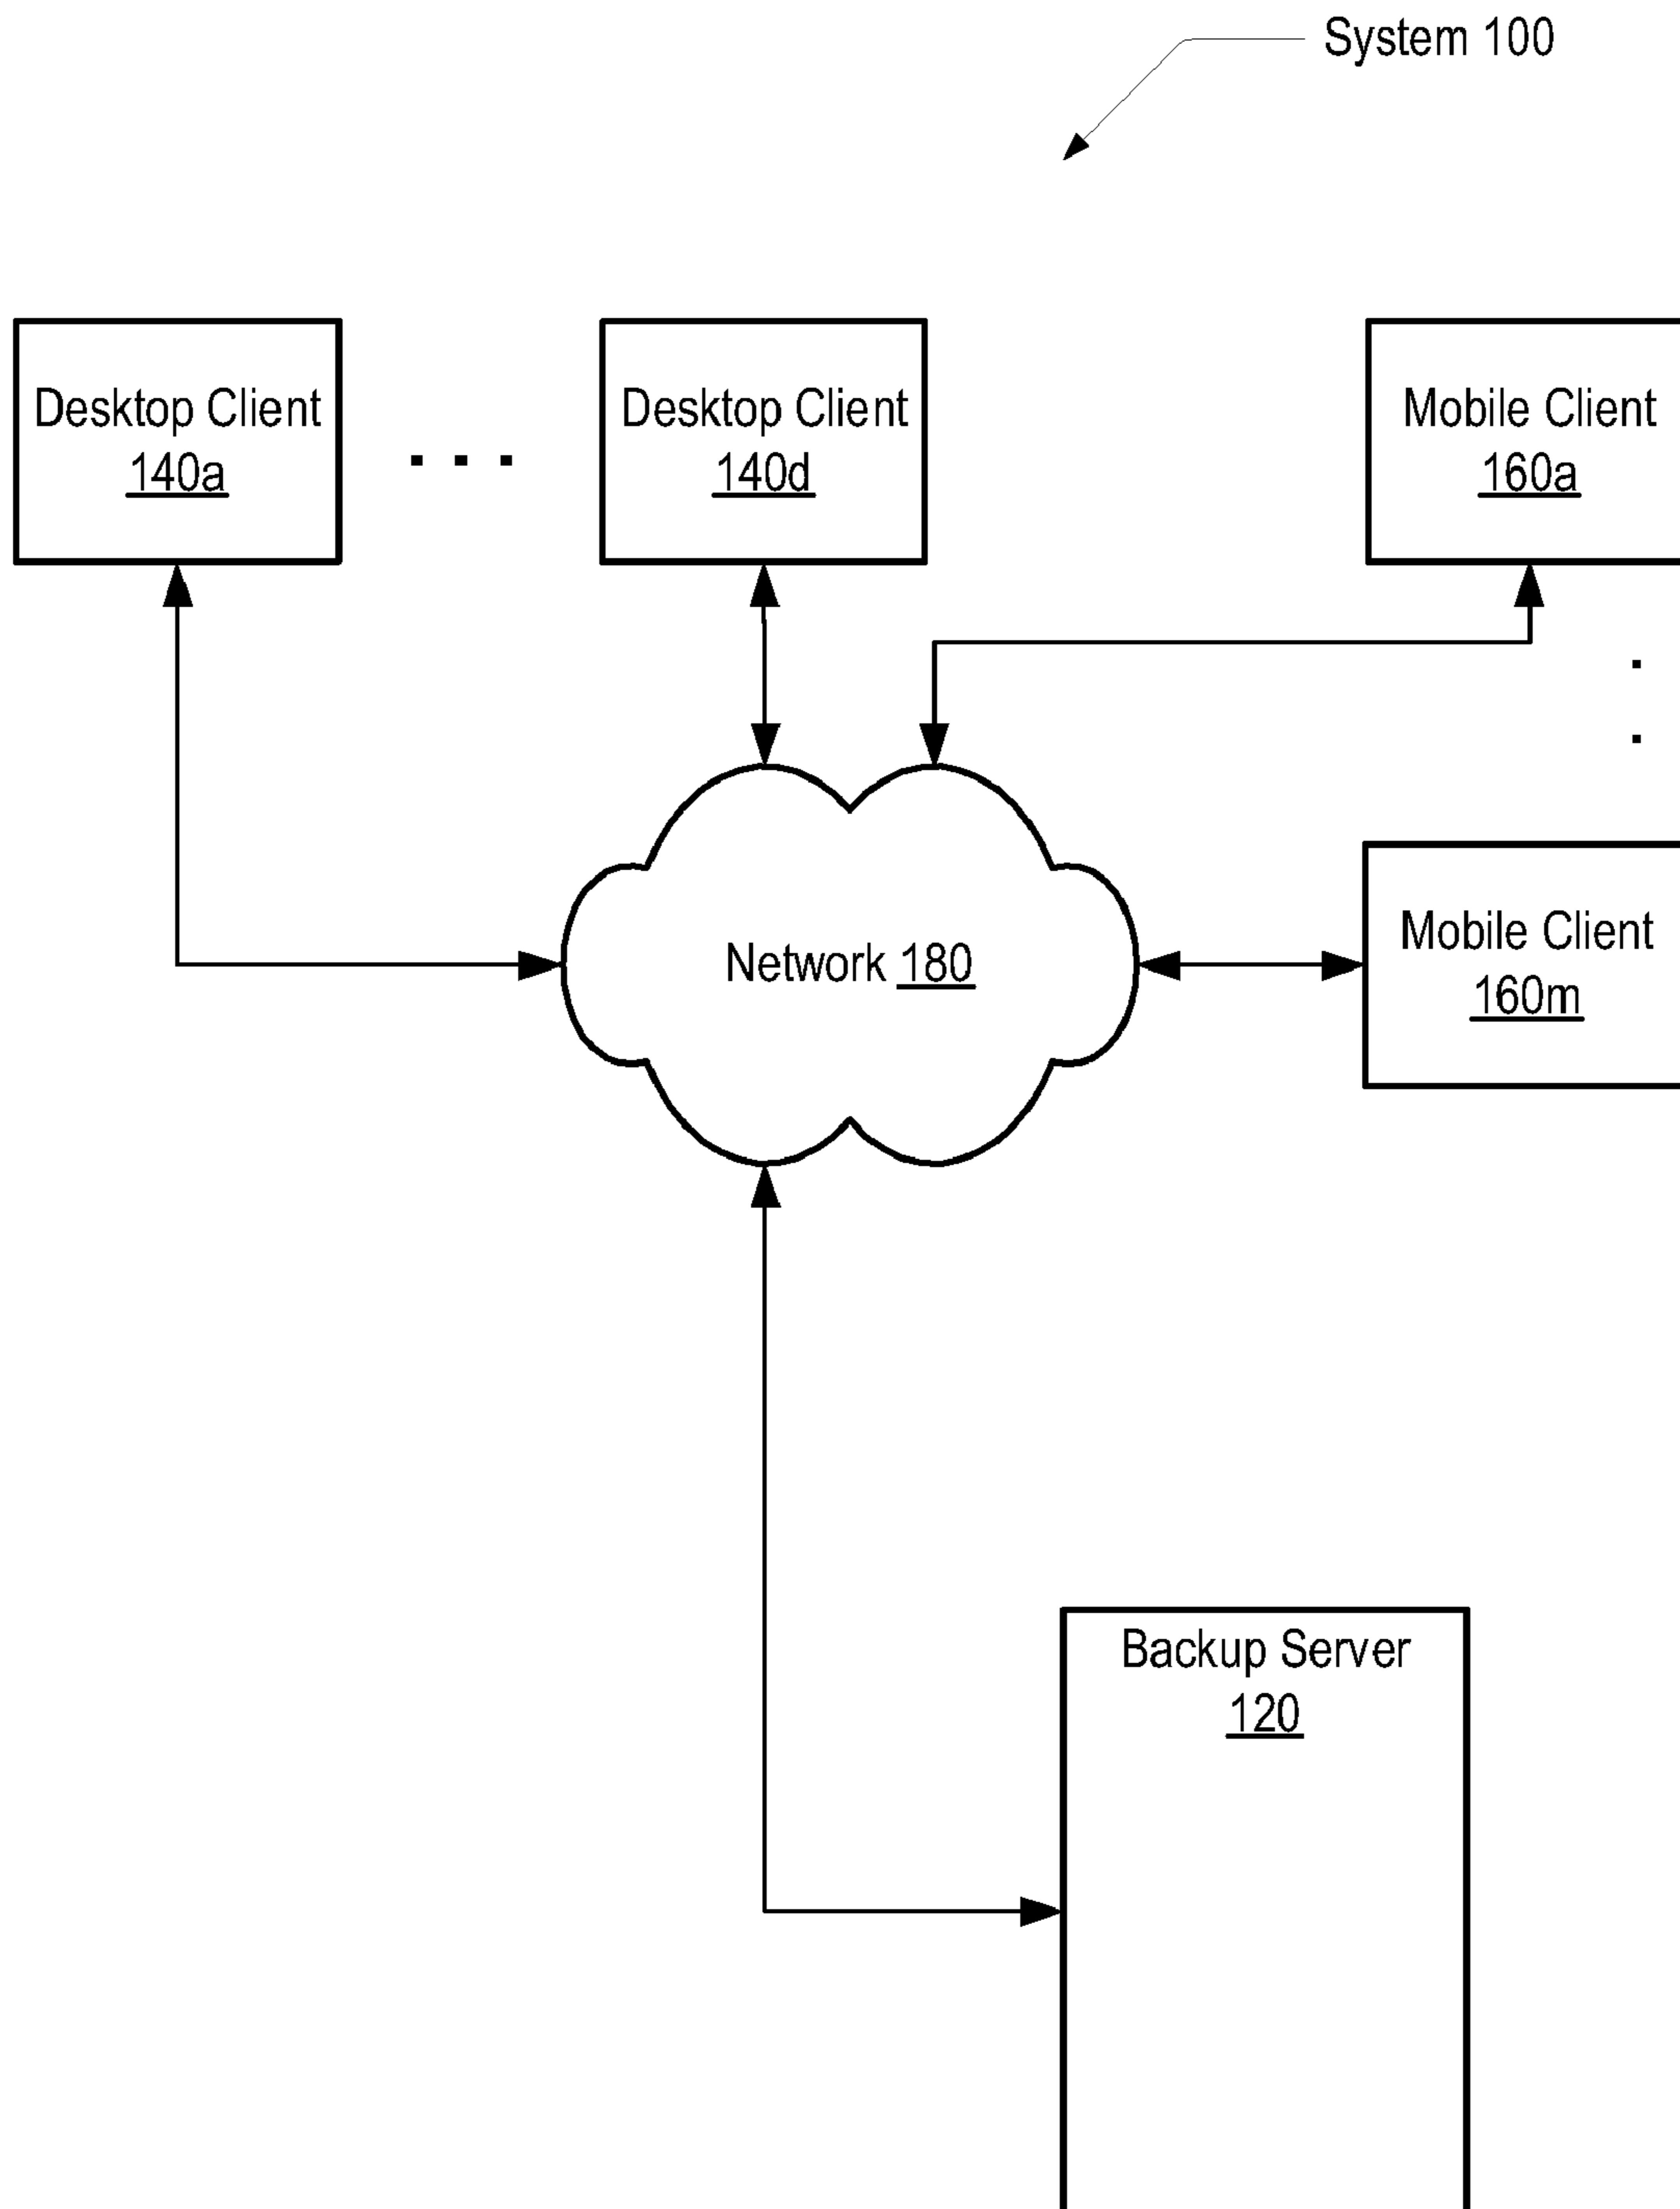 System 100
Desktop Client
140a
Desktop Client
140d
Mobile Client
160a
Network 180
Mobile Client
160m
Backup Server
120